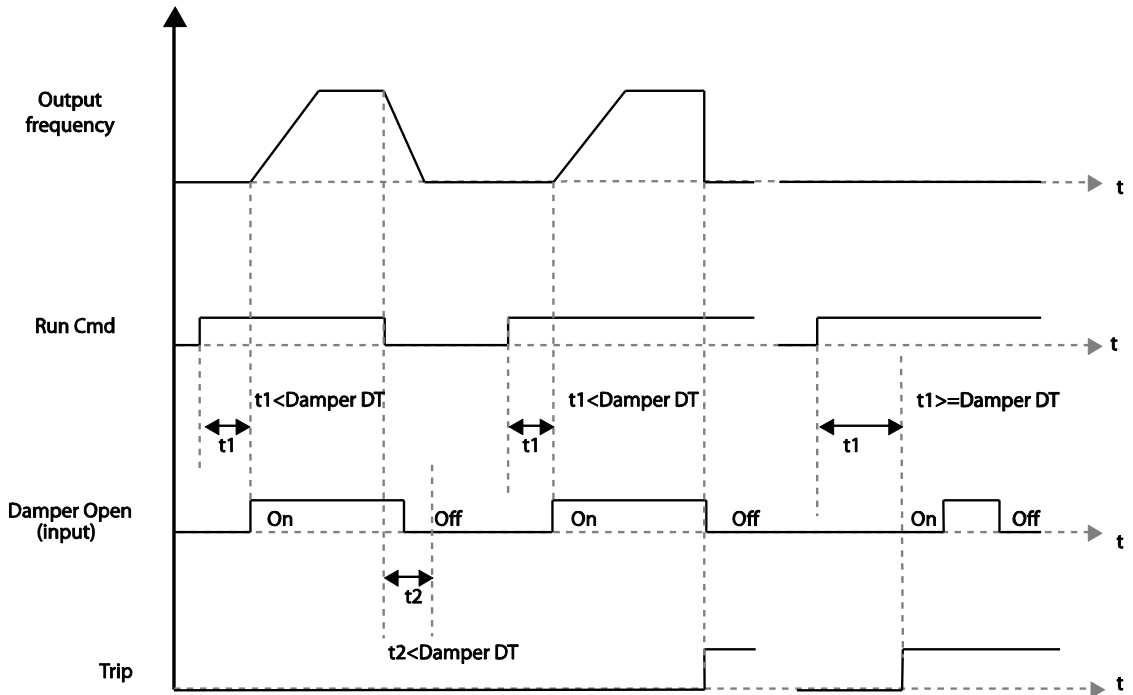 Output
frequency
t
Run Cmd
t
t1<Damper DT
t1<Damper DT
t1>=Damper DT
t1
t1
t1
Damper Open
(input)
On
Off
On
Off
On
Off
t
t2
t2<Damper DT
Trip
t